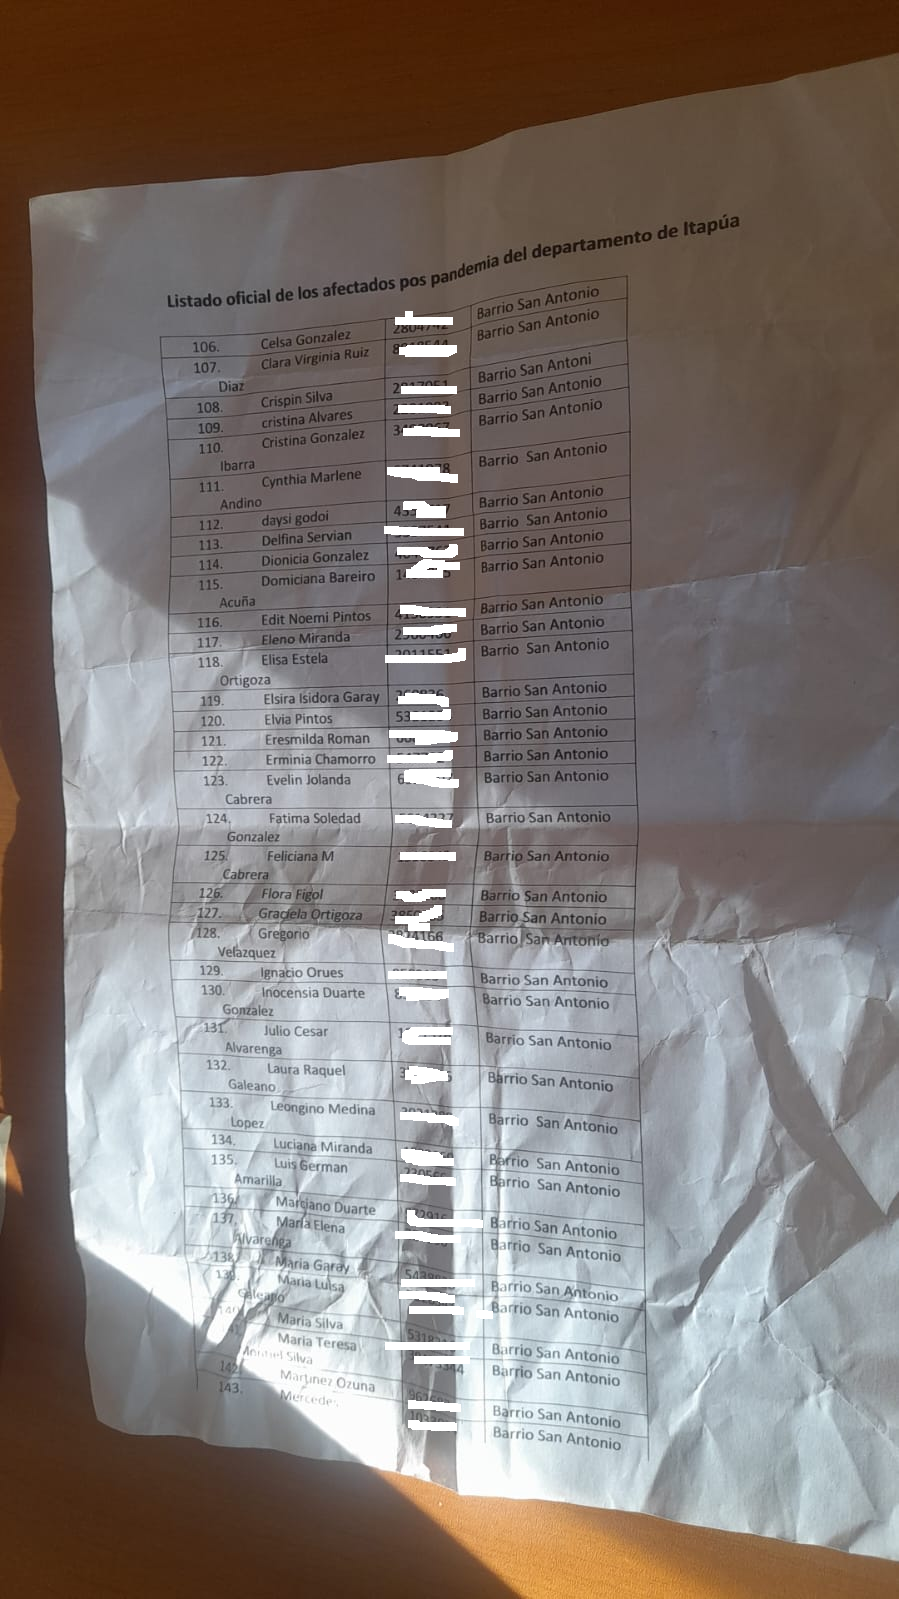 Listado oficial de los afectados pos pandemia del departamento de Itapúa
106. Celsa Gonzalez Barrio San Antonio
107. Clara Virginia Ruiz Barrio San Antonio
Diaz
108. Crispin Silva Barrio San Antoni
109. cristina Alvares Barrio San Antonio
110. Cristina Gonzalez Barrio San Antonio
Ibarra
111. Cynthia Marlene Barrio San Antonio
Andino
112. daysi godoi Barrio San Antonio
113. Delfina Servian Barrio San Antonio
114. Dionicia Gonzalez Barrio San Antonio
115. Domiciana Bareiro Barrio San Antonio
Acuña
116. Edit Noemi Pintos Barrio San Antonio
117. Eleno Miranda Barrio San Antonio
118. Elisa Estela Barrio San Antonio
Ortigoza
119. Elsira Isidora Garay Barrio San Antonio
120. Elvia Pintos Barrio San Antonio
121. Eresmilda Roman Barrio San Antonio
122. Erminia Chamorro Barrio San Antonio
123. Evelin Jolanda Barrio San Antonio
Cabrera
124. Fatima Soledad Barrio San Antonio
Gonzalez
125. Feliciana M Barrio San Antonio
Cabrera
126. Flora Figol Barrio San Antonio
127. Graciela Ortigoza Barrio San Antonio
128. Gregorio Barrio San Antonio
Velazquez
129. Ignacio Orues Barrio San Antonio
130. Inocensia Duarte Barrio San Antonio
Gonzalez
131. Julio Cesar Barrio San Antonio
Alvarenga
132. Laura Raquel Barrio San Antonio
Galeano
133. Leongino Medina Barrio San Antonio
Lopez
134. Luciana Miranda Barrio San Antonio
135. Luis German Barrio San Antonio
Amarilla
136. Marciano Duarte Barrio San Antonio
137. Maria Elena Barrio San Antonio
Alvarenga
138. Maria Garay Barrio San Antonio
139. Maria Luisa Barrio San Antonio
Galeano
140. Maria Silva Barrio San Antonio
141. Maria Teresa Barrio San Antonio
Silva
142. Martinez Ozuna Barrio San Antonio
143. Mercedes Barrio San Antonio